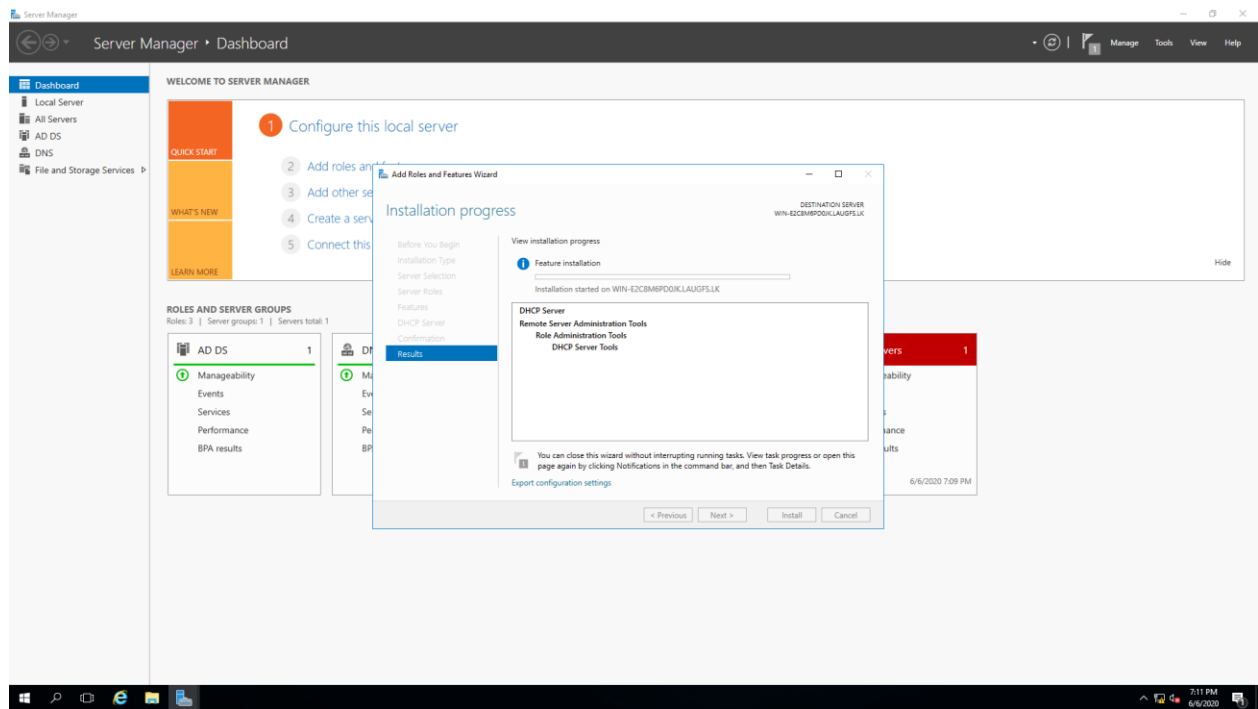 Server Manager
Server Manager ‣ Dashboard
1
Manage Tools View Help
Dashboard
Local Server
All Servers
AD DS
DNS
File and Storage Services
WELCOME TO SERVER MANAGER
QUICK START
WHAT'S NEW
LEARN MORE
1 Configure this local server
2 Add roles and
3 Add other se
4 Create a serv
5 Connect this
Hide
ROLES AND SERVER GROUPS
Roles: 3 | Server groups: 1 | Servers total: 1
AD DS 1
Manageability
Events
Services
Performance
BPA results
Add Roles and Features Wizard
Installation progress
DESTINATION SERVER
WIN-E2C8M6PD0JK.LAUGFS.LK
Before You Begin
Installation Type
Server Selection
Server Roles
Features
DHCP Server
Confirmation
Results
View installation progress
Feature installation
Installation started on WIN-E2C8M6PD0JK.LAUGFS.LK
DHCP Server
Remote Server Administration Tools
Role Administration Tools
DHCP Server Tools
You can close this wizard without interrupting running tasks. View task progress or open this
page again by clicking Notifications in the command bar, and then Task Details.
1
Export configuration settings
< Previous Next > Install Cancel
vers 1
eability
ance
ults
6/6/2020 7:09 PM
7:11 PM
6/6/2020